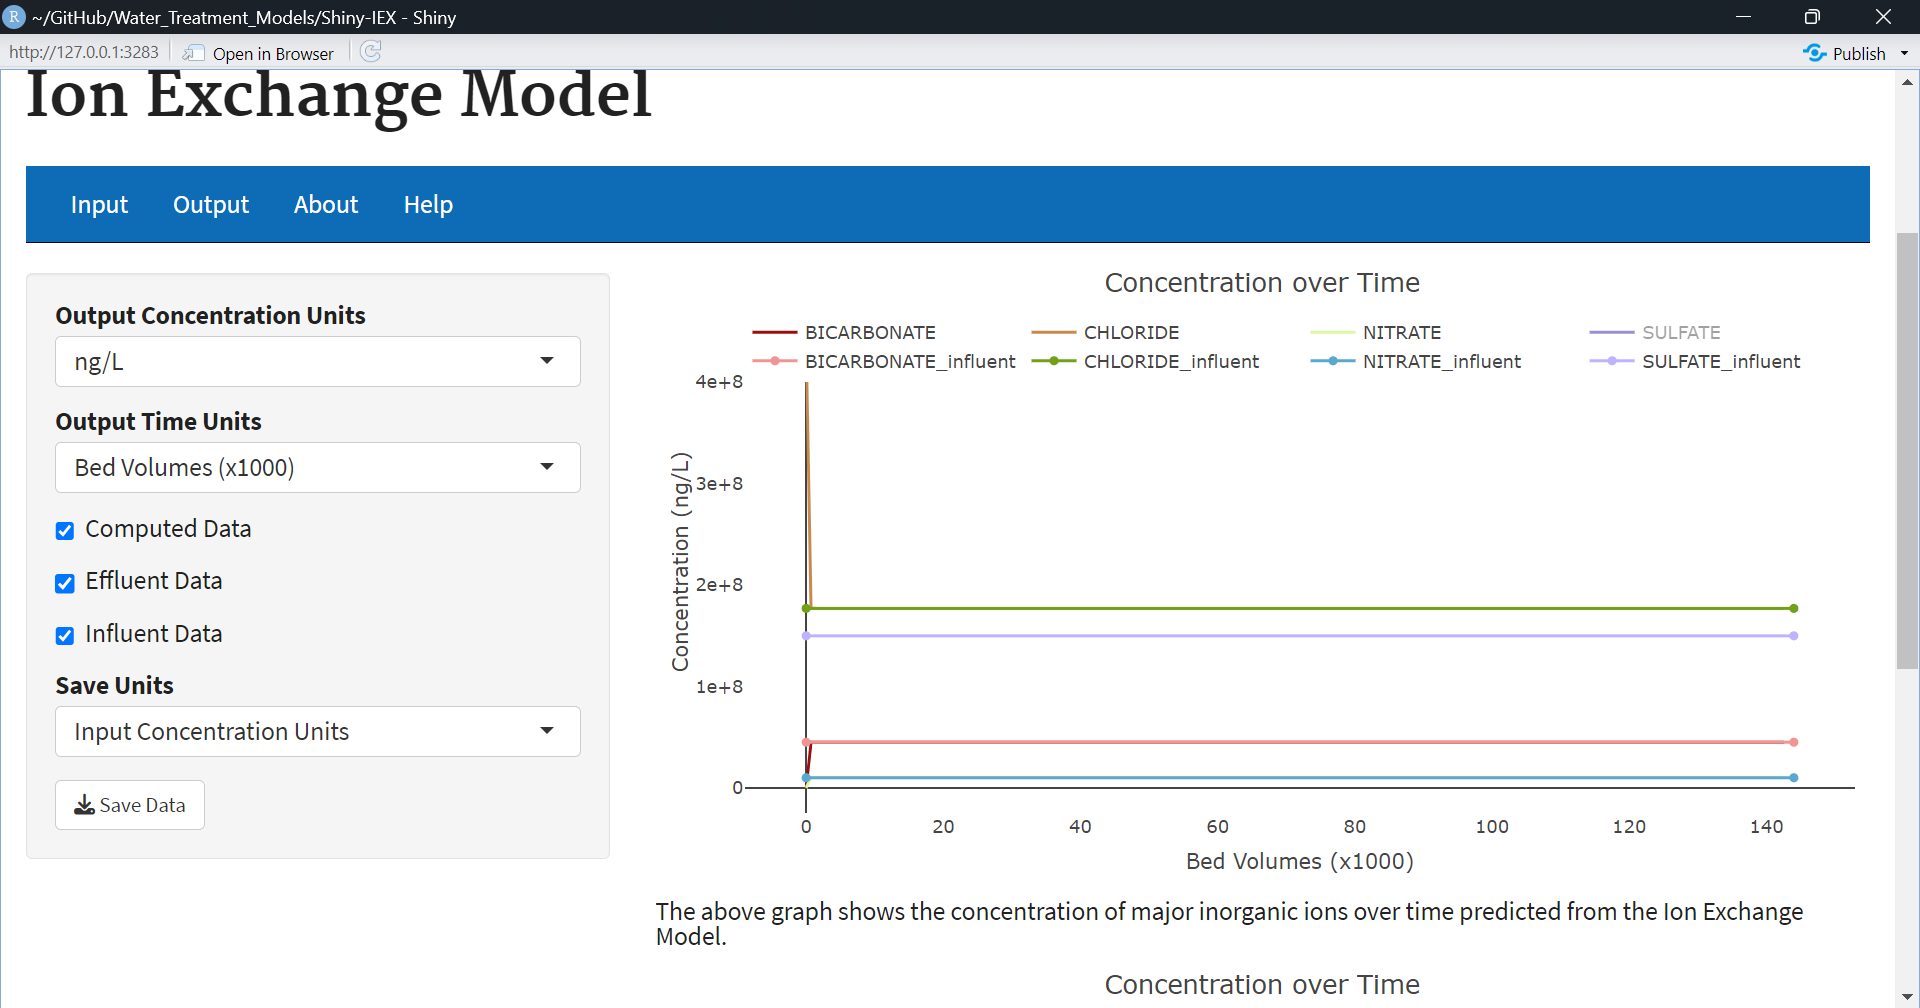 R ~/GitHub/Water_Treatment_Models/Shiny-IEX - Shiny
http://127.0.0.1:3283 Open in Browser Publish
Ion Exchange Model
Input Output About Help
Output Concentration Units
ng/L
Output Time Units
Bed Volumes (x1000)
Computed Data
Effluent Data
Influent Data
Save Units
Input Concentration Units
Save Data
Concentration over Time
BICARBONATE CHLORIDE NITRATE SULFATE
BICARBONATE_influent CHLORIDE_influent NITRATE_influent SULFATE_influent
4e+8
3e+8
2e+8
1e+8
0
Concentration (ng/L)
0 20 40 60 80 100 120 140
Bed Volumes (x1000)
The above graph shows the concentration of major inorganic ions over time predicted from the Ion Exchange
Model.
Concentration over Time